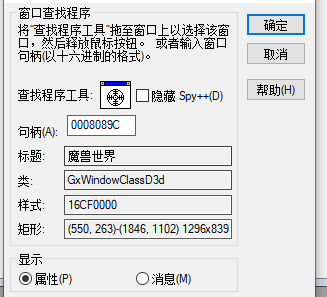 窗口查找程序
将“查找程序工具”拖至窗口上以选择该窗
口，然后释放鼠标按钮。 或者输入窗口
句柄(以十六进制的格式)。
查找程序工具: 隐藏 Spy++(D)
句柄(A): 0008089C
标题: 魔兽世界
类: GxWindowClassD3d
样式: 16CF0000
矩形: (550, 263)-(1846, 1102) 1296x839
显示
属性(P) 消息(M)
确定
取消
帮助(H)